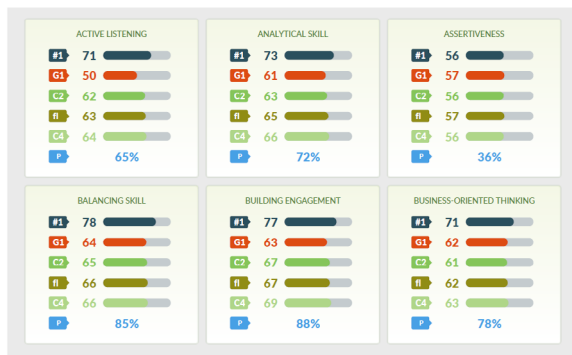 ACTIVE LISTENING
#1 71
G1 50
C2 62
fl 63
C4 64
P 65%
ANALYTICAL SKILL
#1 73
G1 61
C2 63
fl 65
C4 66
P 72%
ASSERTIVENESS
#1 56
G1 57
C2 56
fl 57
C4 56
P 36%
BALANCING SKILL
#1 78
G1 64
C2 65
fl 66
C4 66
P 85%
BUILDING ENGAGEMENT
#1 77
G1 63
C2 67
fl 67
C4 69
P 88%
BUSINESS-ORIENTED THINKING
#1 71
G1 62
C2 61
fl 62
C4 63
P 78%